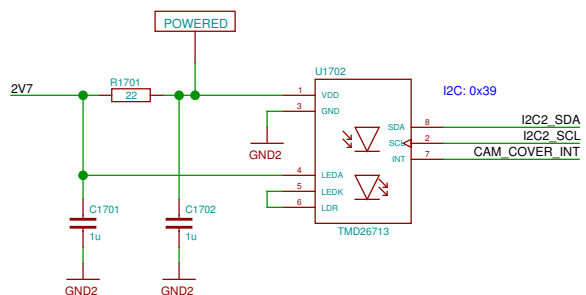 POWERED
2V7
R1701
22
U1702
I2C: 0x39
1
VDD
3
GND
GND2
SDA
8
I2C2_SDA
SCL
2
I2C2_SCL
INT
7
CAM_COVER_INT
4
LEDA
5
LEDK
6
LDR
C1701
1u
C1702
1u
TMD26713
GND2
GND2